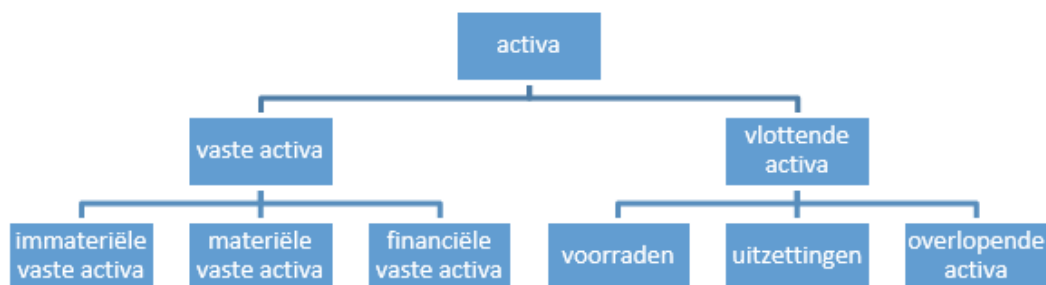 activa
vaste activa
vlottende
activa
immateriële
vaste activa
materiële
vaste activa
financiële
vaste activa
voorraden
uitzettingen
overlopende
activa